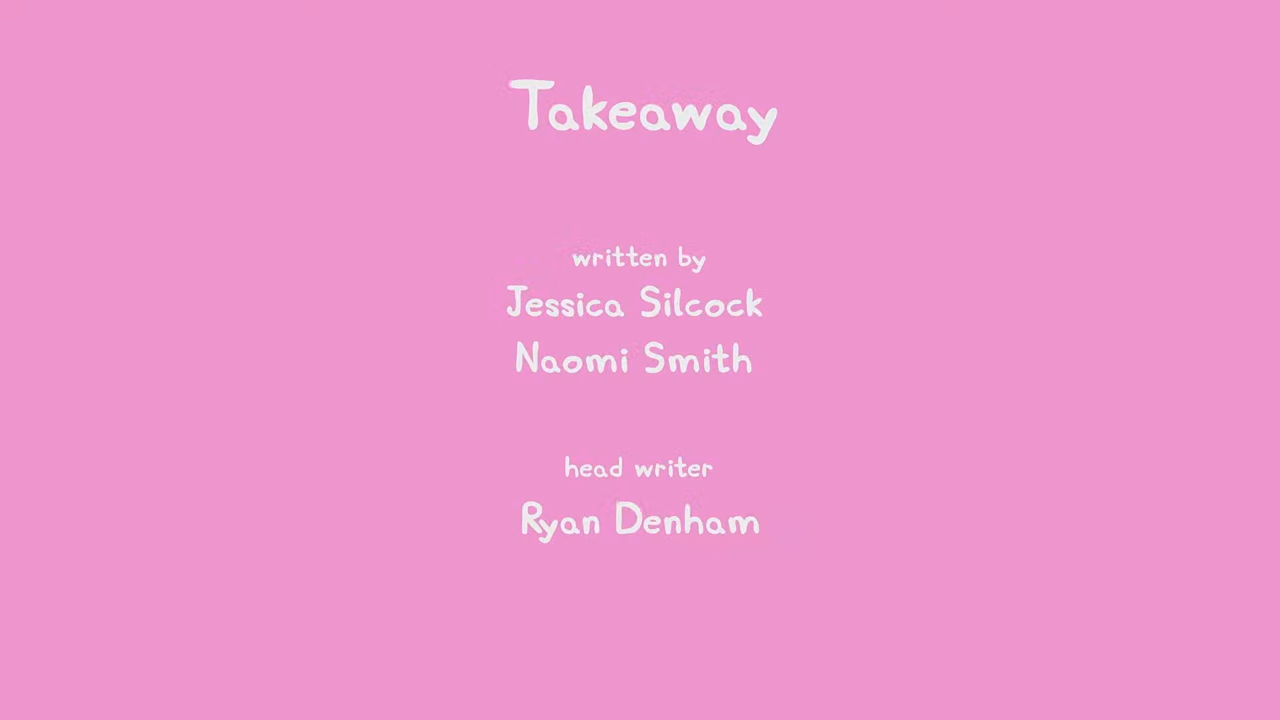 Takeaway
written by
Jessica Silcock
Naomi Smith
head writer
Ryan Denham